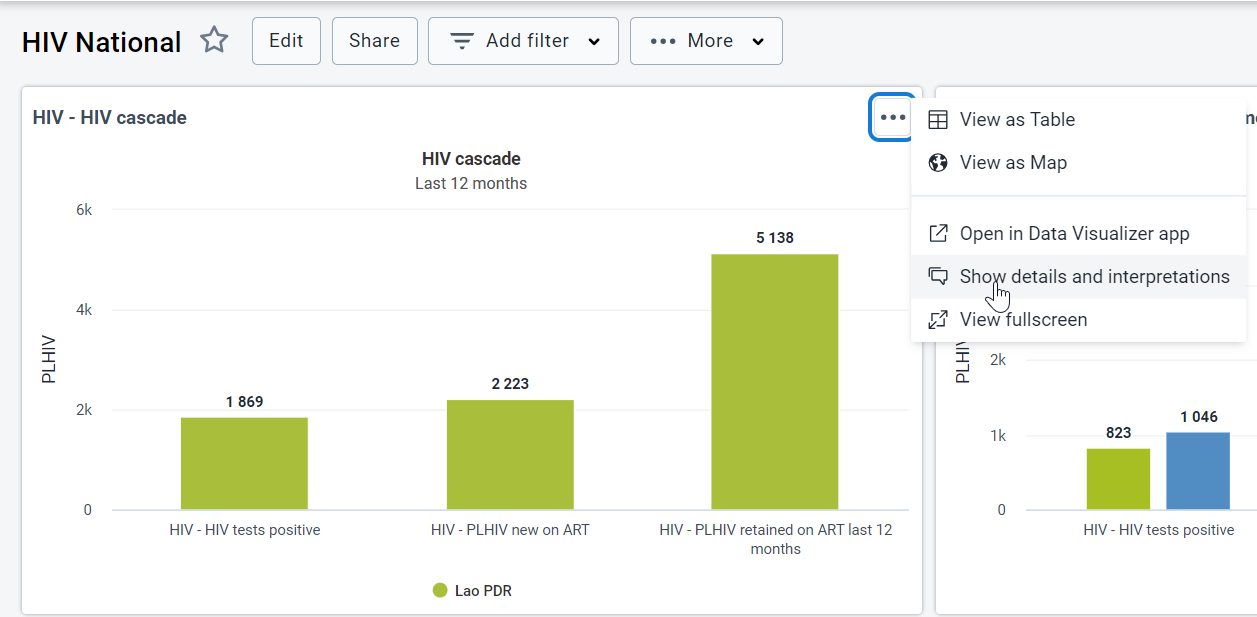 HIV National
Edit
Share
Add filter
More
HIV - HIV cascade
HIV cascade
Last 12 months
6k
4k
2k
0
PLHIV
1 869
2 223
5 138
HIV - HIV tests positive
HIV - PLHIV new on ART
HIV - PLHIV retained on ART last 12
months
Lao PDR
View as Table
View as Map
Open in Data Visualizer app
Show details and interpretations
View fullscreen
2k
1k
0
823
1 046
HIV - HIV tests positive